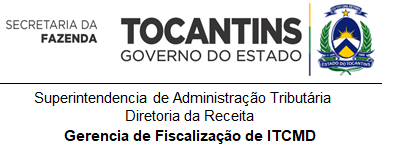 SECRETARIA DA
FAZENDA
TOCANTINS
GOVERNO DO ESTADO
ESTADO DO TOCANTINS
Superintendencia de Administração Tributária
Diretoria da Receita
Gerencia de Fiscalização de ITCMD